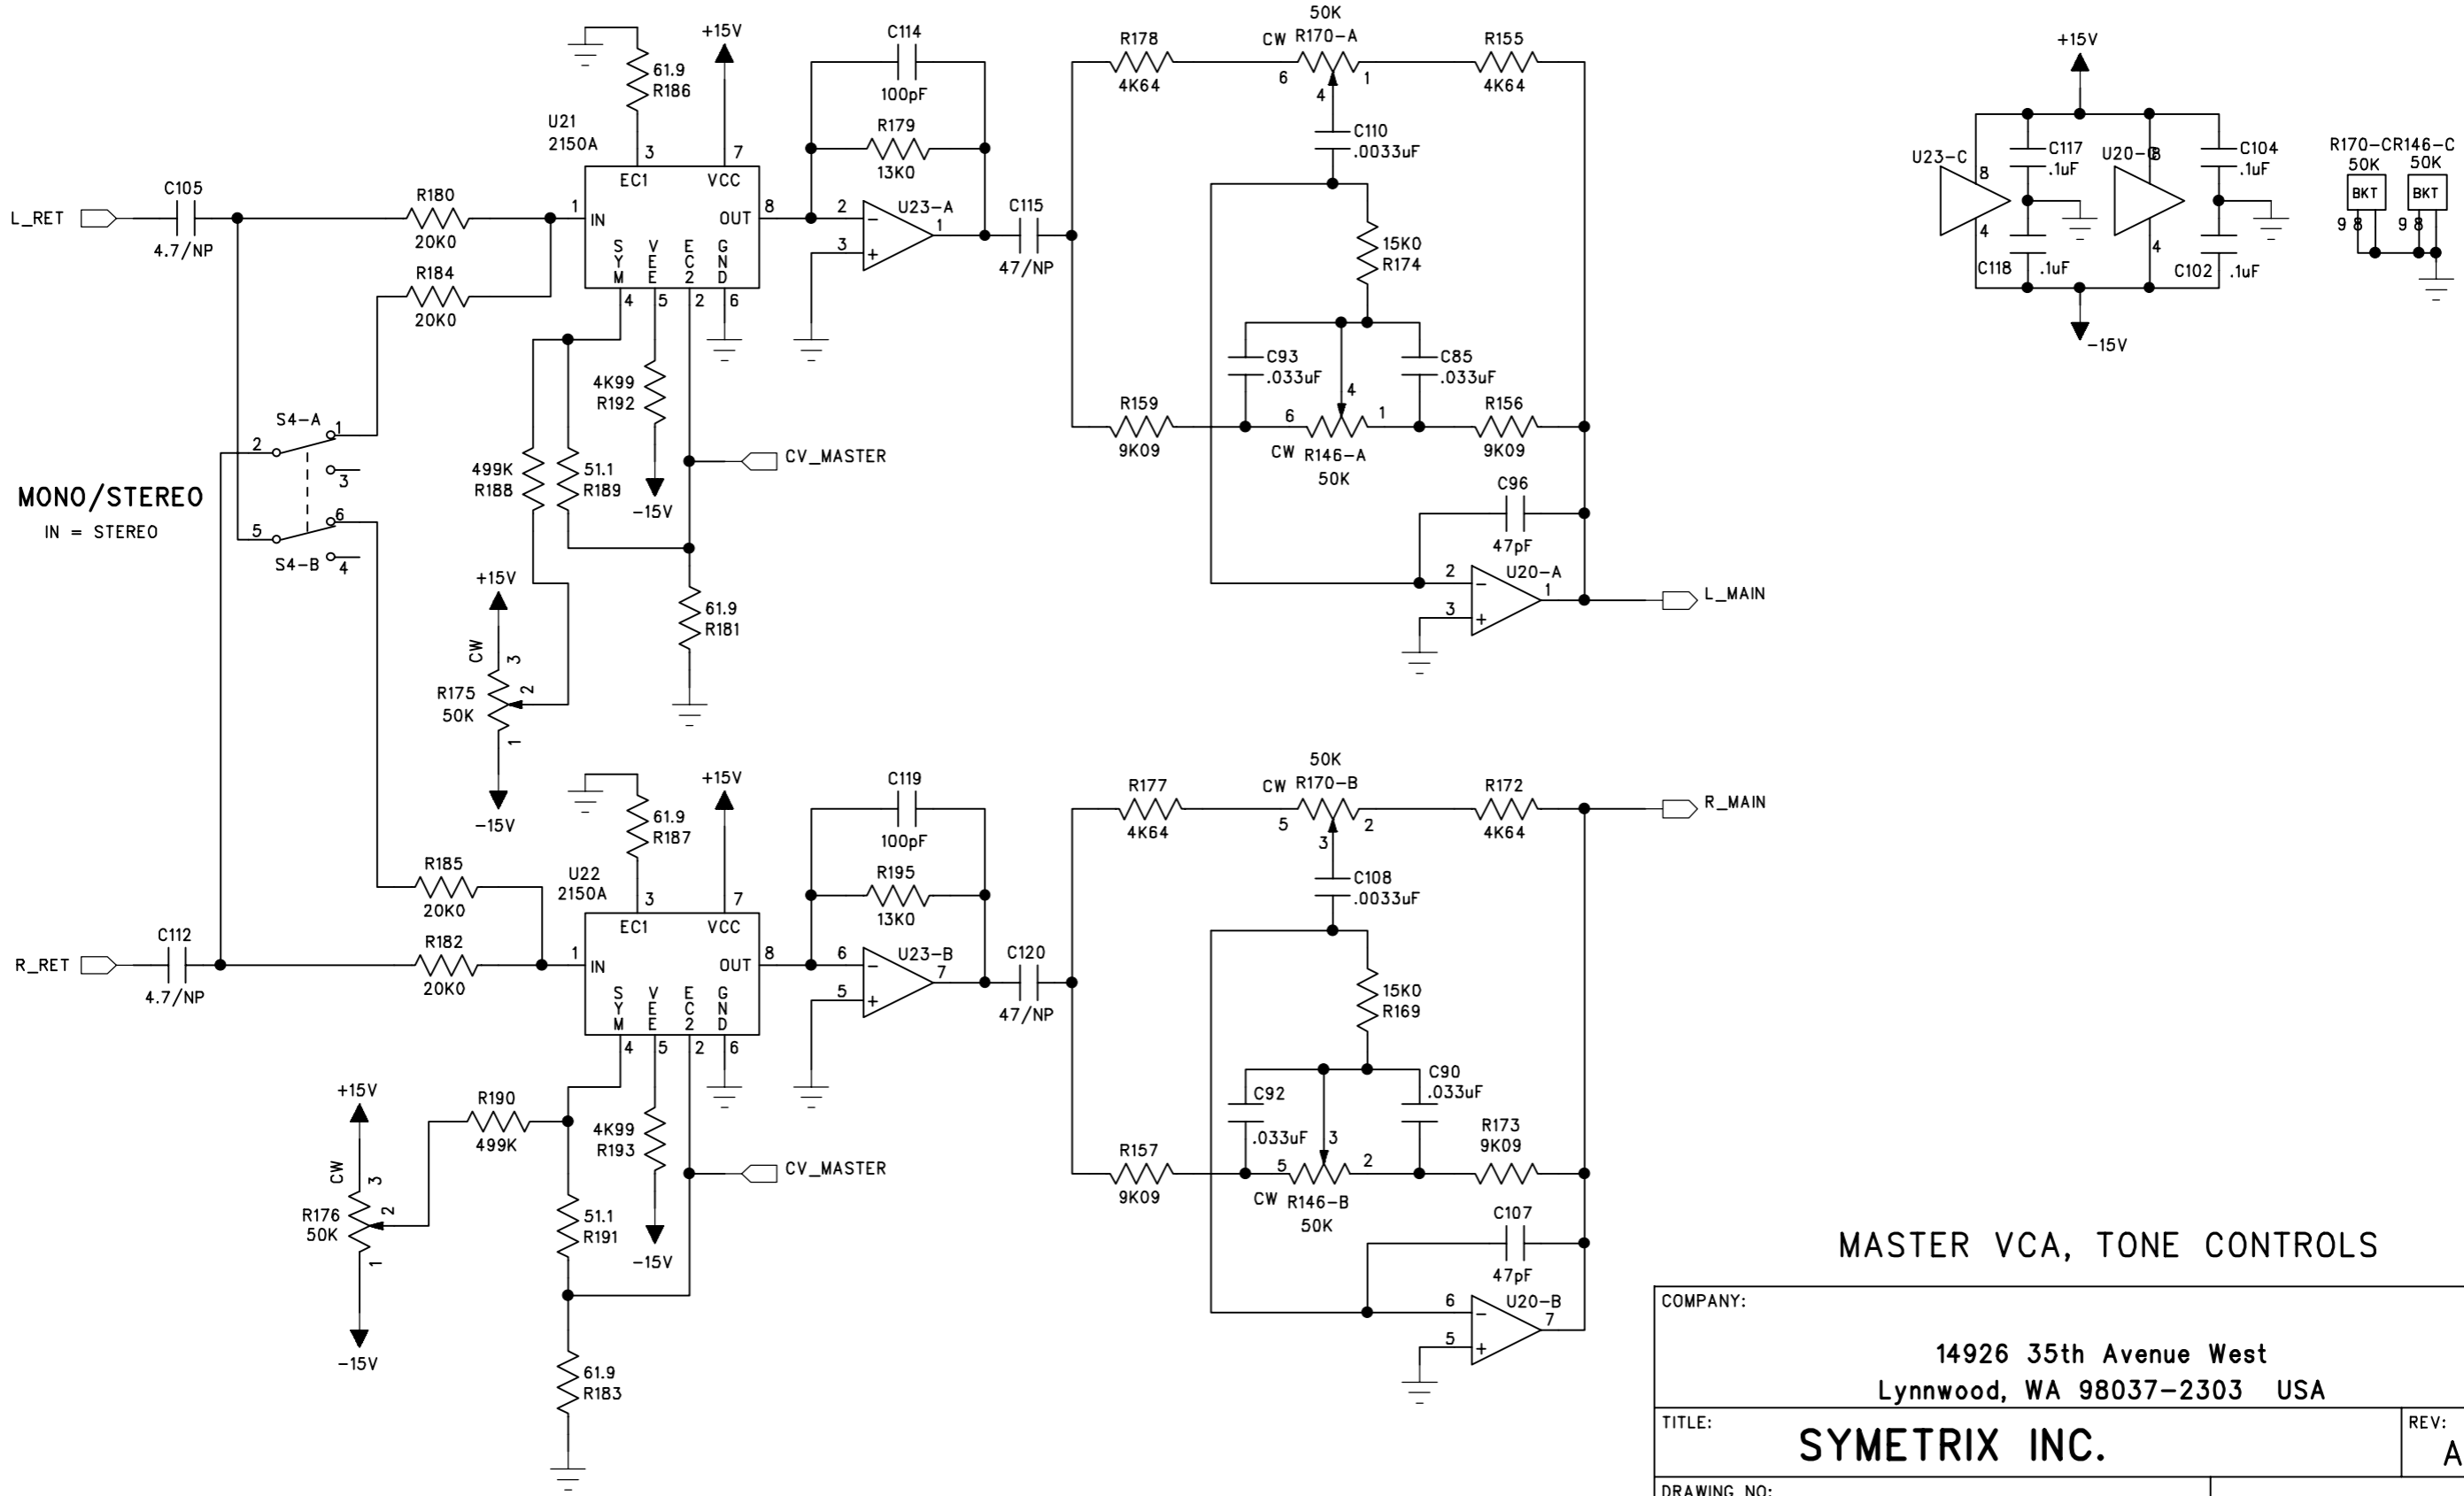 50K
R178
CW R170-A
R155
4K64
6
1
4
4K64
+15V
C114
100pF
R179
13K0
61.9
R186
U21
2150A
3
7
EC1
VCC
C110
.0033uF
+15V
U23-C
8
C117
.1uF
U20-C
8
C104
.1uF
4
C118
.1uF
4
C102
.1uF
-15V
R170-C
50K
BKT
9 8
R146-C
50K
BKT
9 8
L_RET
C105
4.7/NP
R180
20K0
R184
20K0
1
IN
OUT
8
SYM
VEE
EC2
GND
4
5
2
6
2
-
3
+
U23-A
1
C115
47/NP
15K0
R174
C93
.033uF
C85
.033uF
4
R159
9K09
6
1
CW R146-A
50K
R156
9K09
C96
47pF
2
-
U20-A
1
3
+
L_MAIN
S4-A
1
2
3
MONO/STEREO
IN = STEREO
6
5
S4-B
4
499K
R188
51.1
R189
4K99
R192
-15V
CV_MASTER
61.9
R181
+15V
CW
3
R175
50K
2
1
-15V
50K
R177
CW R170-B
R172
4K64
5
2
3
4K64
R_MAIN
+15V
C119
100pF
R195
13K0
61.9
R187
U22
2150A
3
7
EC1
VCC
C108
.0033uF
R185
20K0
R_RET
C112
4.7/NP
R182
20K0
1
IN
OUT
8
SYM
VEE
EC2
GND
4
5
2
6
6
-
5
+
U23-B
7
C120
47/NP
15K0
R169
C92
.033uF
C90
.033uF
3
R157
9K09
5
2
CW R146-B
50K
R173
9K09
C107
47pF
6
-
U20-B
7
5
+
+15V
R190
499K
CW
3
R176
50K
2
1
-15V
51.1
R191
4K99
R193
-15V
CV_MASTER
61.9
R183
MASTER VCA, TONE CONTROLS
COMPANY:
14926 35th Avenue West
Lynnwood, WA 98037-2303 USA
TITLE:
SYMETRIX INC.
REV:
A
DRAWING NO: